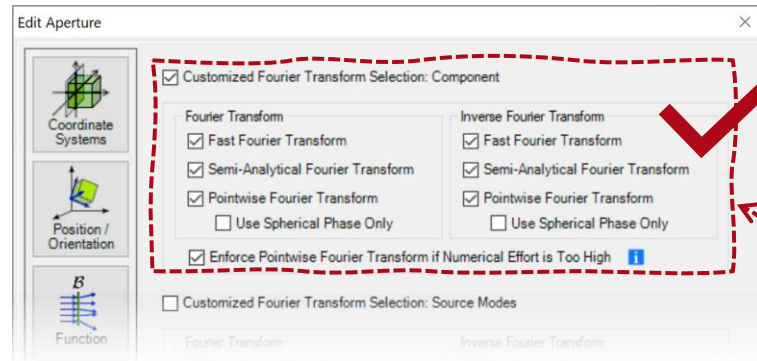 Edit Aperture
Customized Fourier Transform Selection: Component
Coordinate
Systems
Fourier Transform
Inverse Fourier Transform
Fast Fourier Transform
Fast Fourier Transform
Semi-Analytical Fourier Transform
Semi-Analytical Fourier Transform
Pointwise Fourier Transform
Pointwise Fourier Transform
Use Spherical Phase Only
Use Spherical Phase Only
Position /
Orientation
Enforce Pointwise Fourier Transform if Numerical Effort is Too High
B
Customized Fourier Transform Selection: Source Modes
Function
Fourier Transform
Inverse Fourier Transform